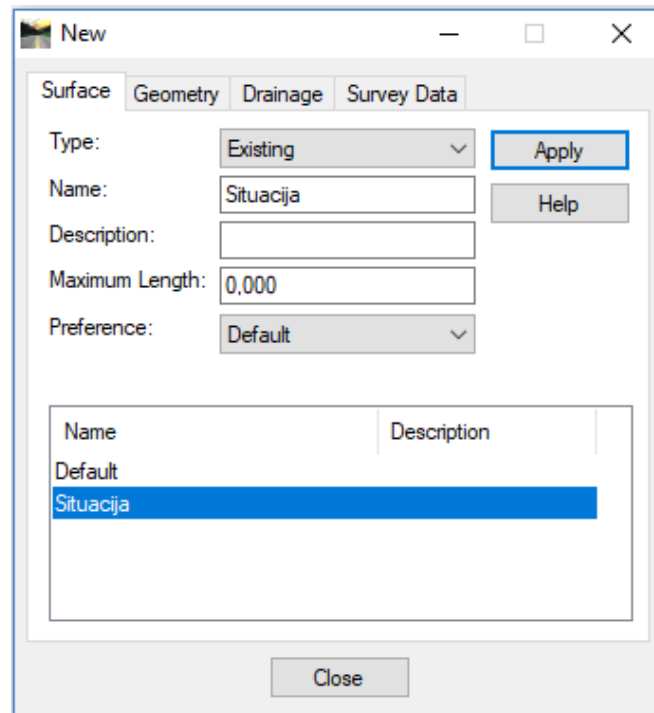 New
Surface Geometry Drainage Survey Data
Type: Existing Apply
Name: Situacija Help
Description:
Maximum Length: 0,000
Preference: Default
Name Description
Default
Situacija
Close